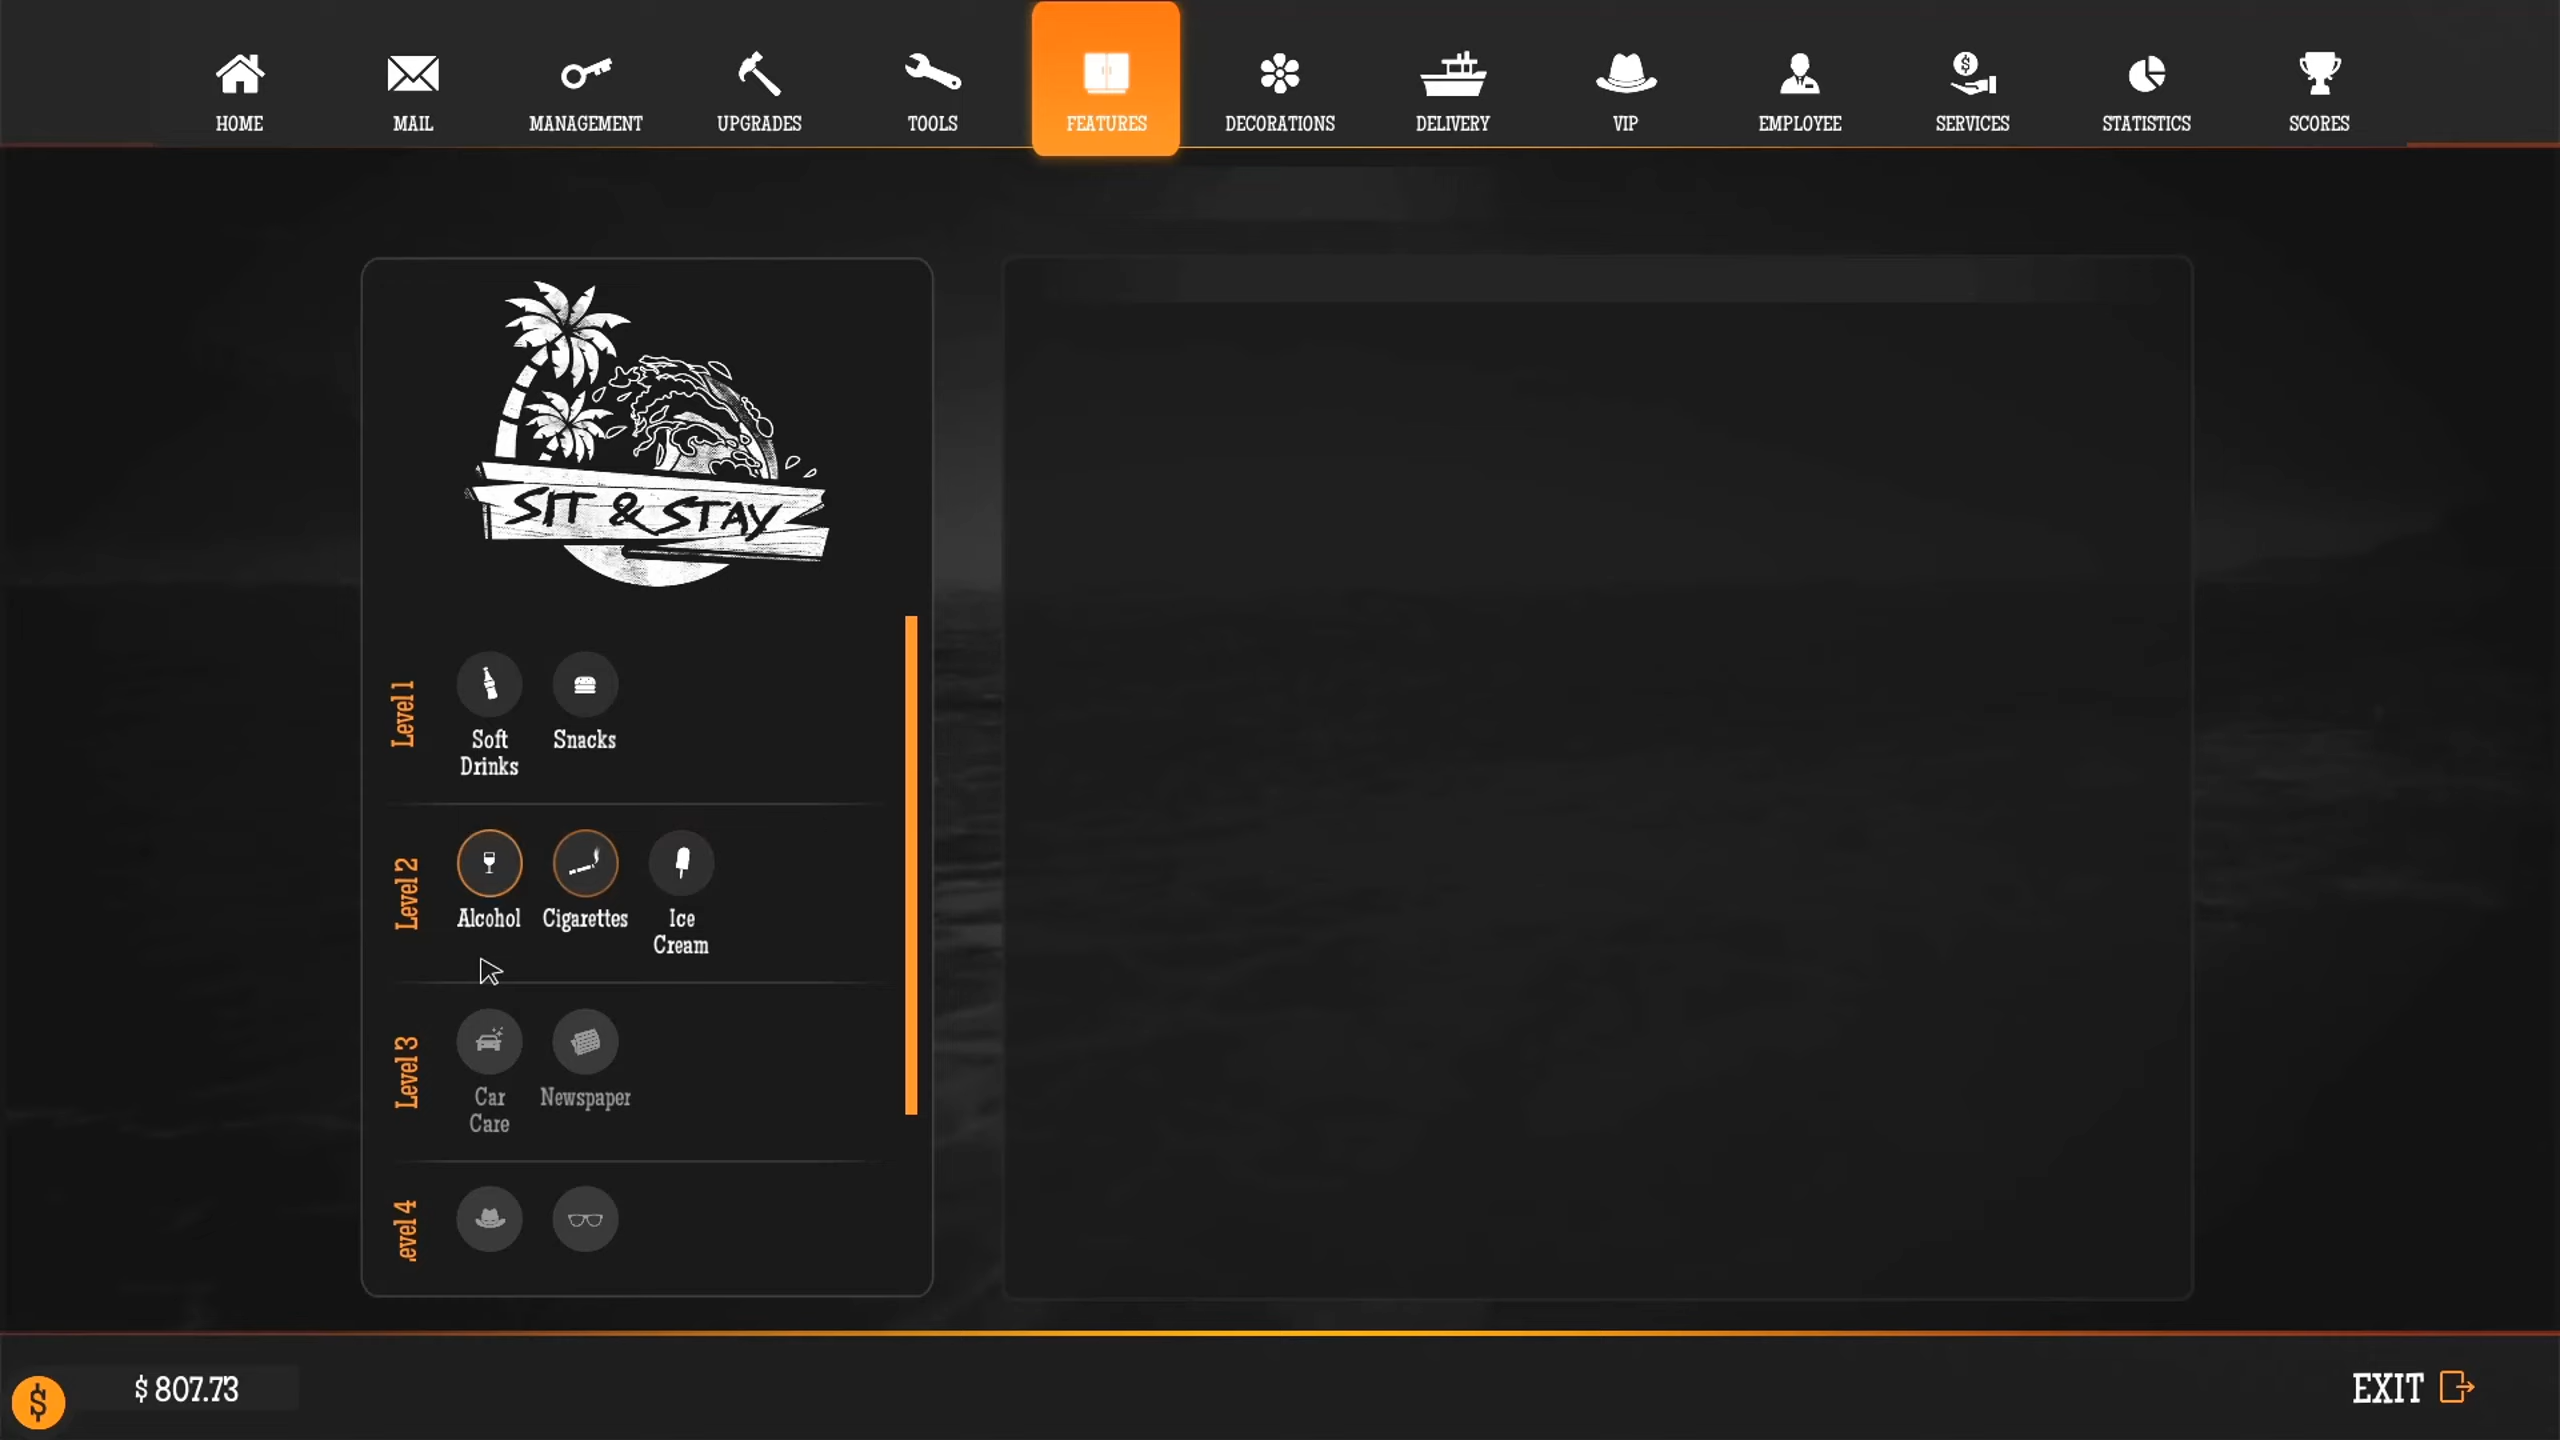 HOME
MAIL
MANAGEMENT
UPGRADES
TOOLS
FEATURES
DECORATIONS
DELIVERY
VIP
EMPLOYEE
SERVICES
STATISTICS
SCORES
SIT & STAY
Level 1
Soft
Drinks
Snacks
Level 2
Alcohol
Cigarettes
Ice
Cream
Level 3
Car
Care
Newspaper
evel 4
$ 807.73
EXIT